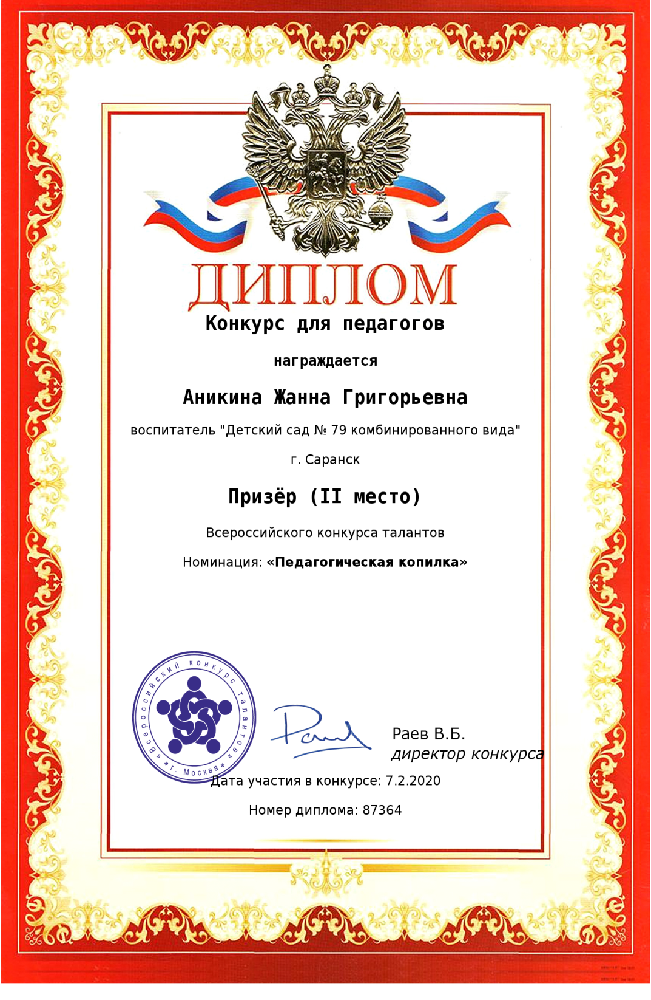 ДИПЛОМ
Конкурс для педагогов
награждается
Аникина Жанна Григорьевна
воспитатель "Детский сад № 79 комбинированного вида"
г. Саранск
Призёр (II место)
Всероссийского конкурса талантов
Номинация: «Педагогическая копилка»
«Всероссийский конкурс талантов»
* г. Москва *
Раев В.Б.
директор конкурса
Дата участия в конкурсе: 7.2.2020
Номер диплома: 87364